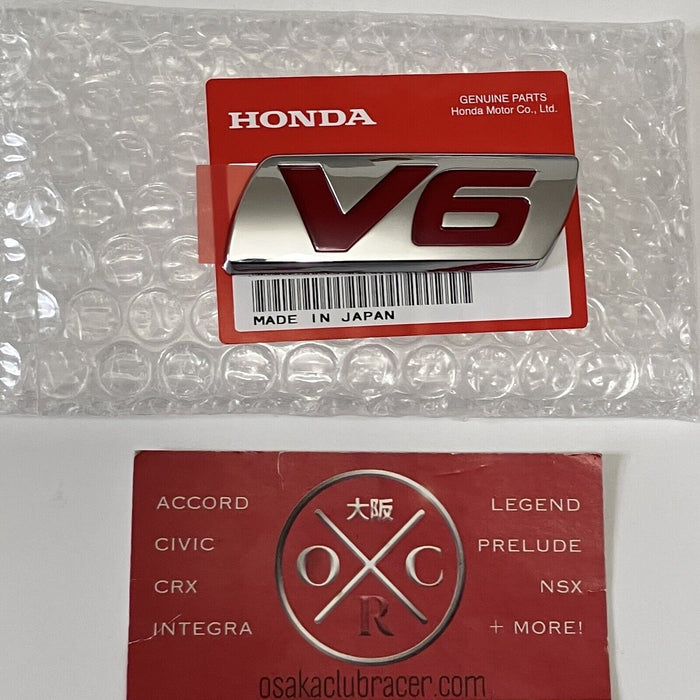 HONDA
GENUINE PARTS
Honda Motor Co., Ltd.
V6
MADE IN JAPAN
ACCORD
CIVIC
CRX
INTEGRA
大阪
O C
R
LEGEND
PRELUDE
NSX
+ MORE!
osakaclubracer.com